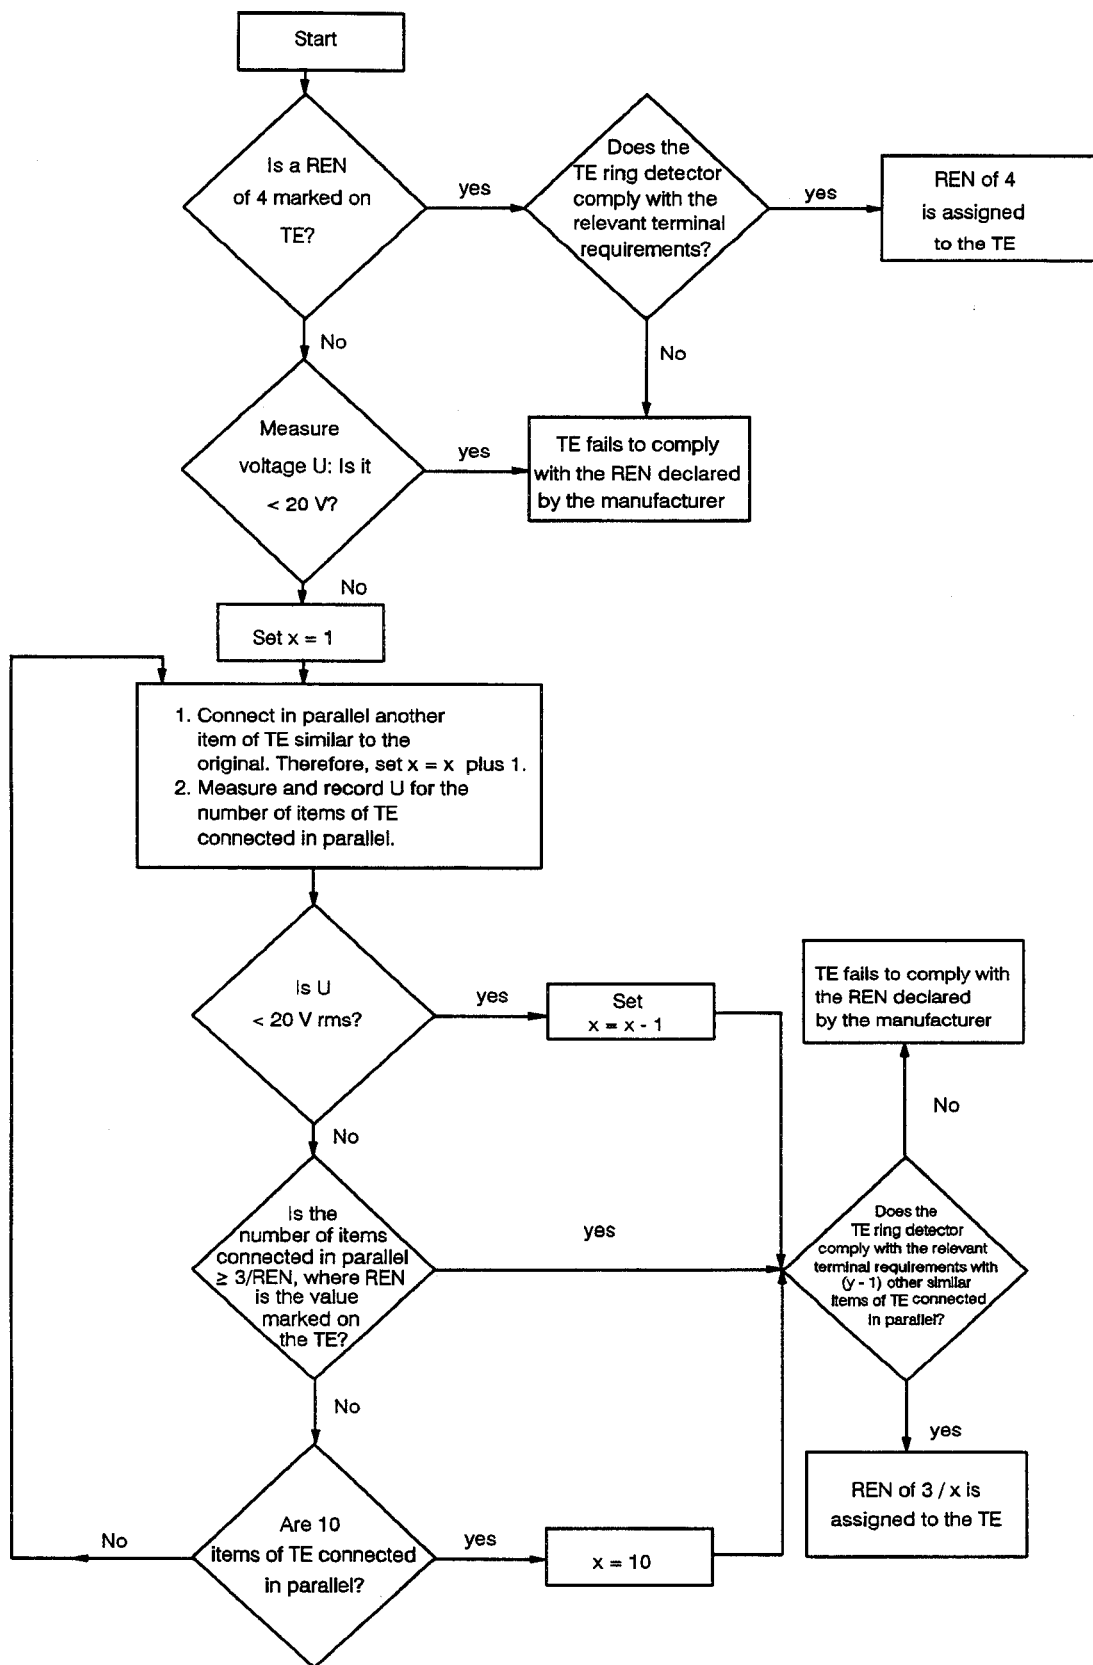 Start
Is a REN
of 4 marked on
TE?
yes
Does the
TE ring detector
comply with the
relevant terminal
requirements?
yes
REN of 4
is assigned
to the TE
No
No
Measure
voltage U: Is it
< 20 V?
yes
TE fails to comply
with the REN declared
by the manufacturer
No
Set x = 1
1. Connect in parallel another
item of TE similar to the
original. Therefore, set x = x plus 1.
2. Measure and record U for the
number of items of TE
connected in parallel.
Is U
< 20 V rms?
yes
Set
x = x - 1
TE fails to comply with
the REN declared
by the manufacturer
No
No
Is the
number of items
connected in parallel
≥ 3/REN, where REN
is the value
marked on
the TE?
yes
Does the
TE ring detector
comply with the relevant
terminal requirements with
(y - 1) other similar
items of TE connected
in parallel?
No
yes
REN of 3 / x is
assigned to the TE
Are 10
items of TE connected
in parallel?
No
yes
x = 10